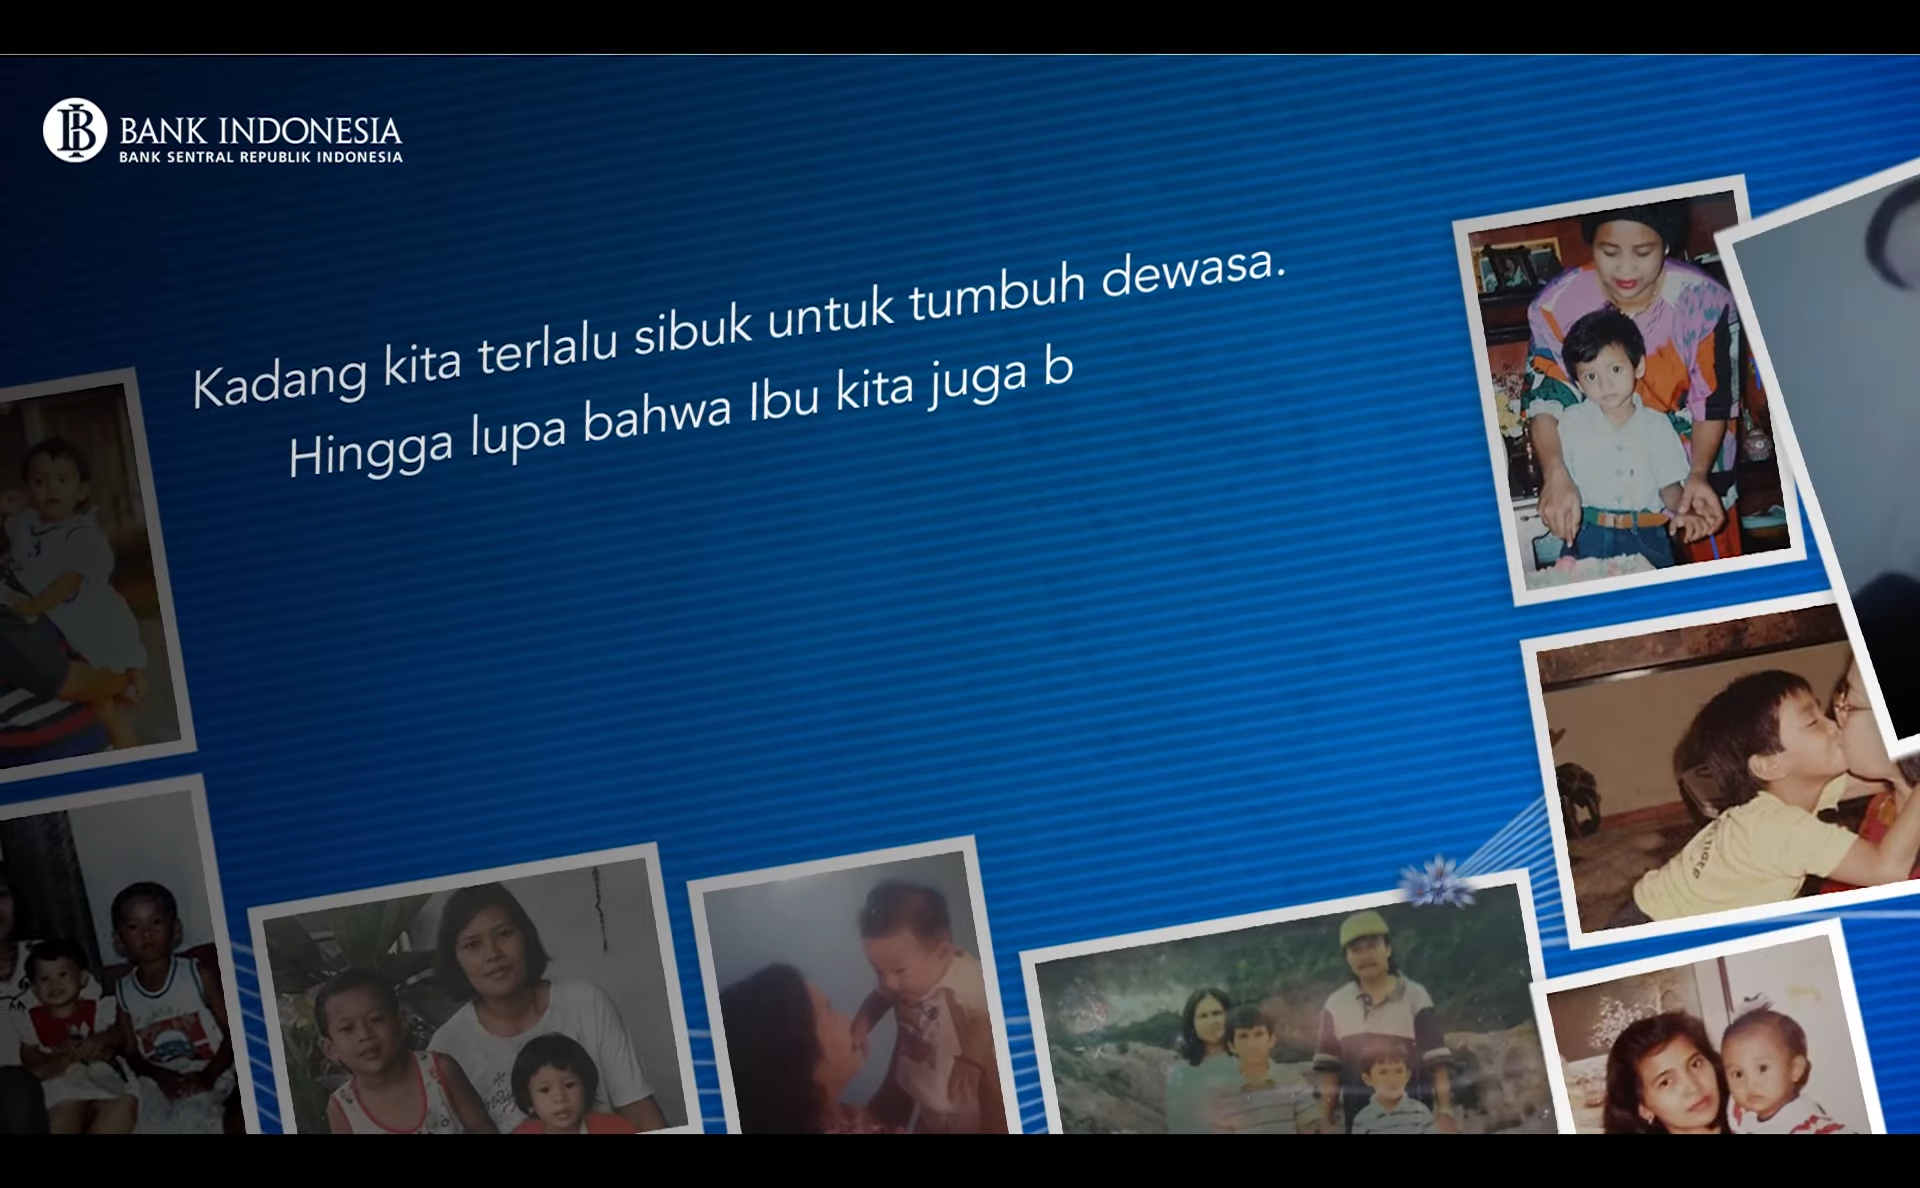 BANK INDONESIA
BANK SENTRAL REPUBLIK INDONESIA
Kadang kita terlalu sibuk untuk tumbuh dewasa.
Hingga lupa bahwa Ibu kita juga b